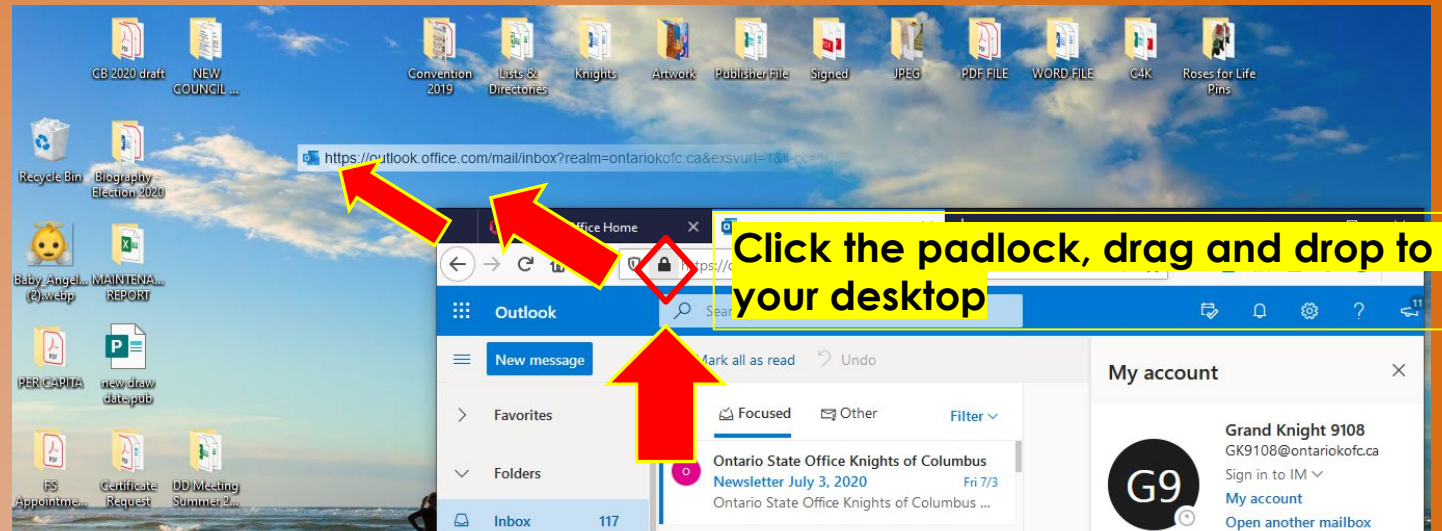 CB 2020 draft
NEW
COUNCIL ...
Convention
2019
Lists &
Directories
Knights
Artwork
Publisher File
Signed
JPEG
PDF FILE
WORD FILE
C4K
Roses for Life
Pins
Recycle Bin
Biography -
Election 2020
https://outlook.office.com/mail/inbox?realm=ontariokofc.ca&exsvurl=1&ll-cc=
Baby_Angel...
(2).webp
MAINTENA...
REPORT
ffice Home
Click the padlock, drag and drop to
your desktop
Outlook
11
PER CAPITA
new draw
date.pub
New message
Mark all as read
Undo
My account
Favorites
Focused
Other
Filter
Grand Knight 9108
GK9108@ontariokofc.ca
Sign in to IM
My account
Open another mailbox
G9
FS
Appointme...
Certificate
Request
DD Meeting
Summer 2...
Folders
O
Ontario State Office Knights of Columbus
Newsletter July 3, 2020
Fri 7/3
Ontario State Office Knights of Columbus ...
Inbox
117